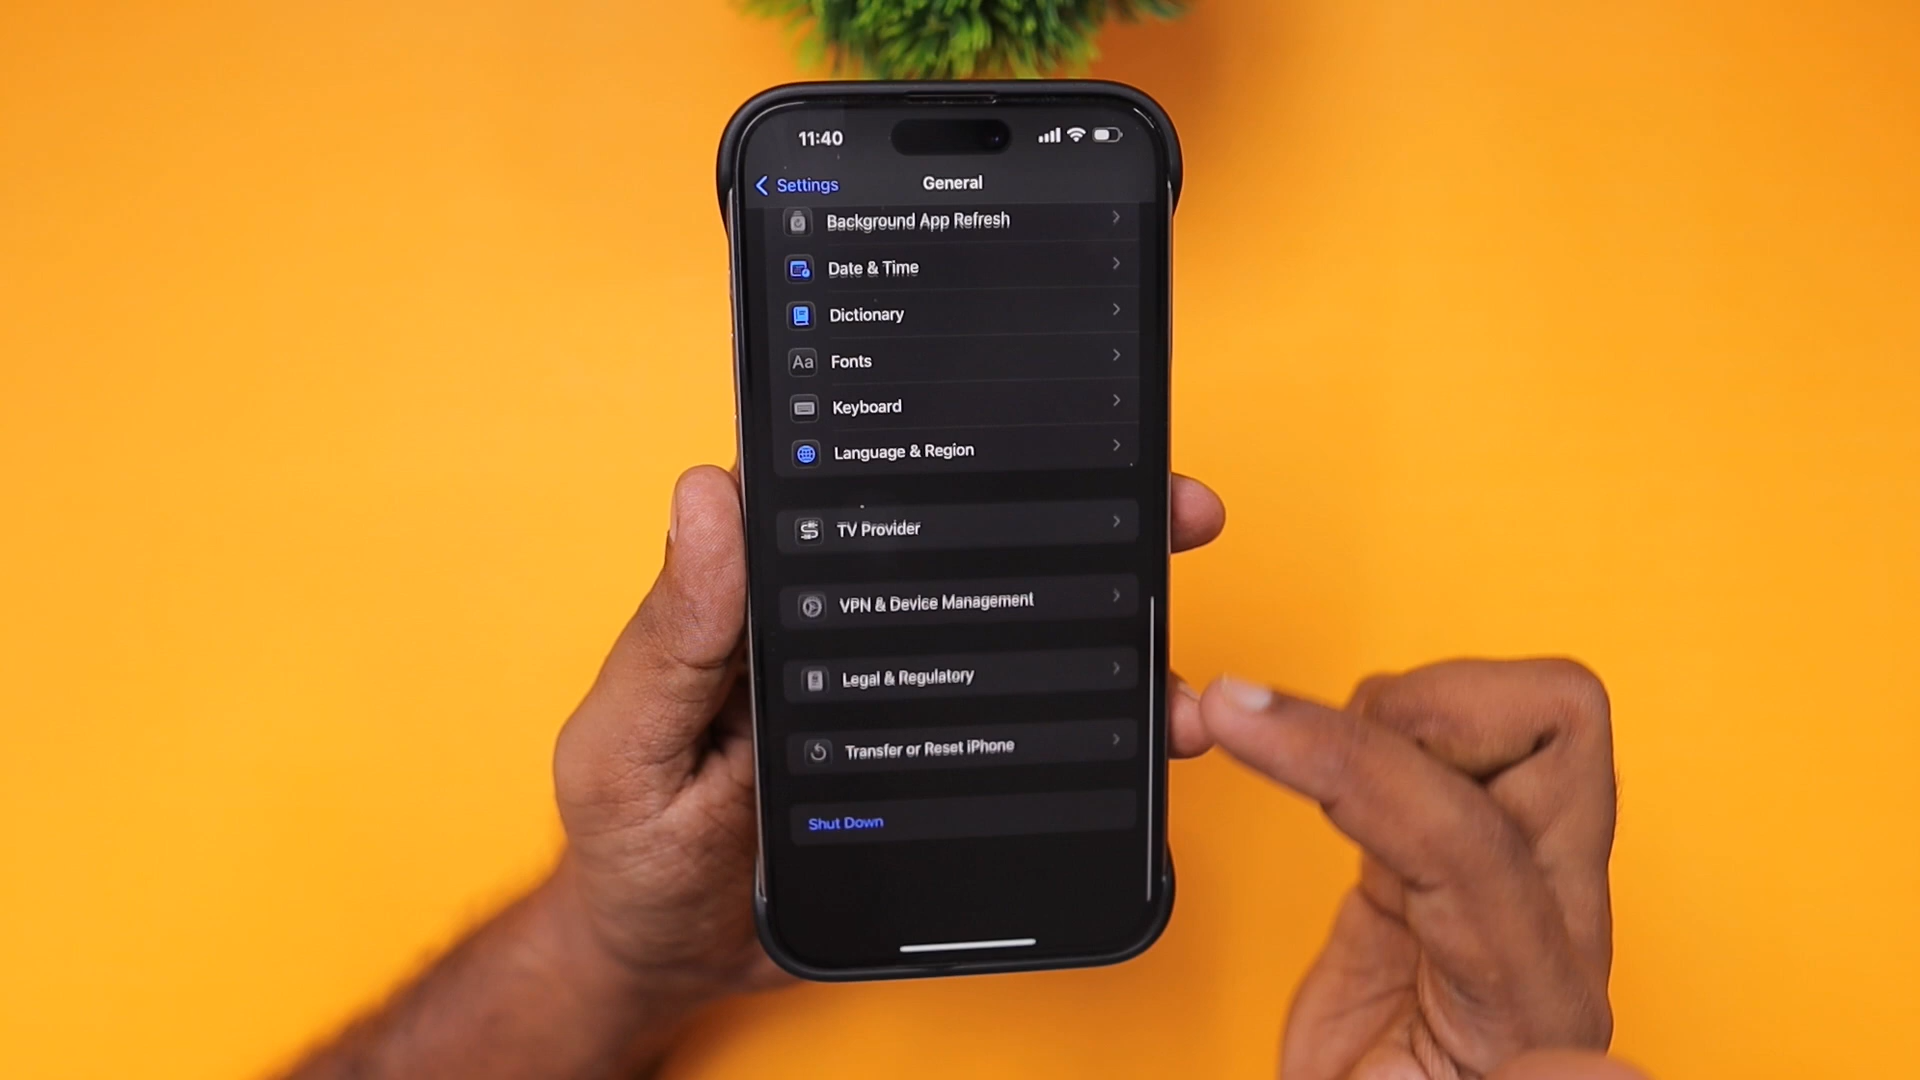 11:40
Settings
General
Background App Refresh
Date & Time
Dictionary
Aa
Fonts
Keyboard
Language & Region
TV Provider
VPN & Device Management
Legal & Regulatory
Transfer or Reset iPhone
Shut Down